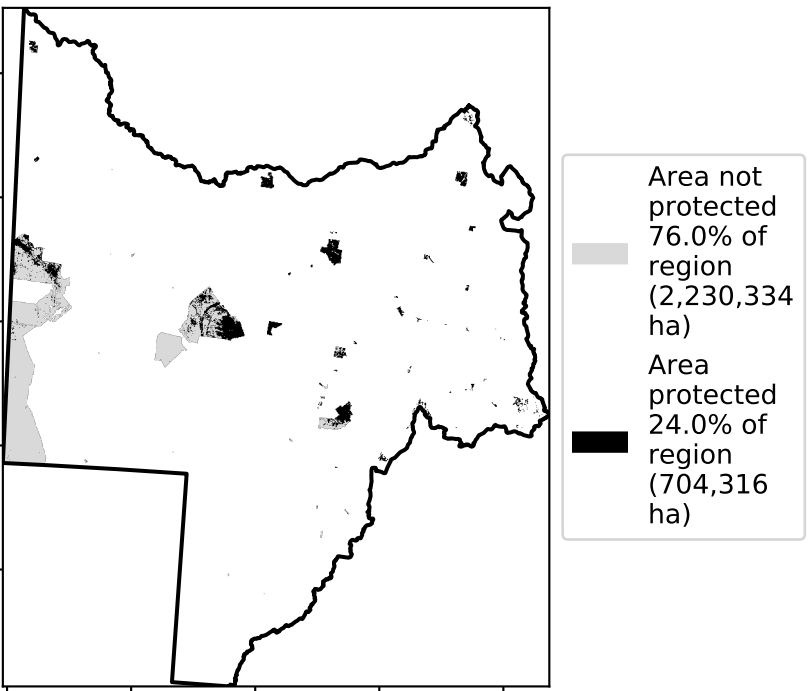 Area not
protected
76.0% of
region
(2,230,334
ha)
Area
protected
24.0% of
region
(704,316
ha)